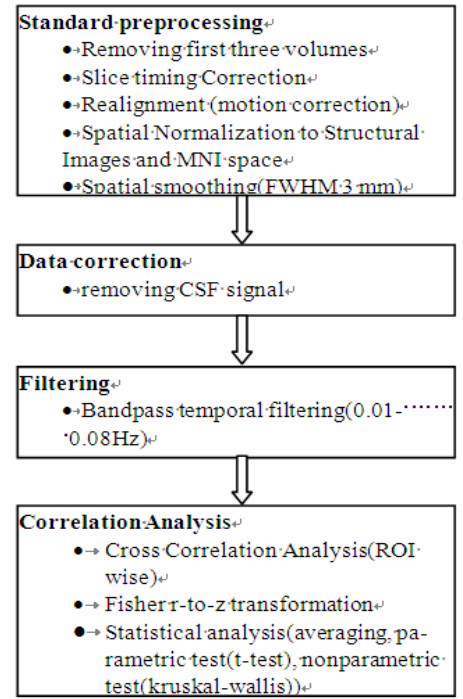 Standard preprocessing
●Removing first three volumes
●Slice timing Correction
●Realignment (motion correction)
●Spatial Normalization to Structural
Images and MNI space
●Spatial smoothing(FWHM 3 mm)
Data correction
●removing CSF signal
Filtering
●Bandpass temporal filtering(0.01-
0.08Hz)
Correlation Analysis
● Cross Correlation Analysis(ROI
wise)
● Fisher r-to-z transformation
● Statistical analysis(averaging, pa-
rametric test(t-test), nonparametric
test(kruskal-wallis))